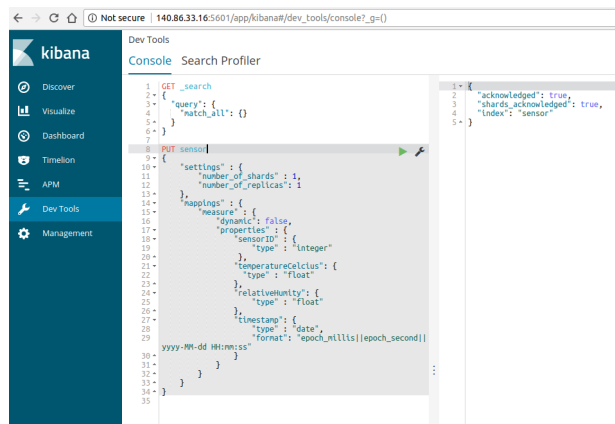 Not secure | 140.86.33.16:5601/app/kibana#/dev_tools/console?_g=()
kibana
Discover
Visualize
Dashboard
Timelion
APM
Dev Tools
Management
Dev Tools
Console Search Profiler
1 GET _search
2 {
3 "query": {
4 "match_all": {}
5 }
6 }
7
8 PUT sensor
9 {
10 "settings" : {
11 "number_of_shards" : 1,
12 "number_of_replicas": 1
13 },
14 "mappings" : {
15 "measure" : {
16 "dynamic": false,
17 "properties" : {
18 "sensorID" : {
19 "type" : "integer"
20 },
21 "temperatureCelcius": {
22 "type" : "float"
23 },
24 "relativeHumity": {
25 "type" : "float"
26 },
27 "timestamp": {
28 "type" : "date",
29 "format": "epoch_millis||epoch_second||
yyyy-MM-dd HH:mm:ss"
30 }
31 }
32 }
33 }
34 }
35
1 {
2 "acknowledged": true,
3 "shards_acknowledged": true,
4 "index": "sensor"
5 }